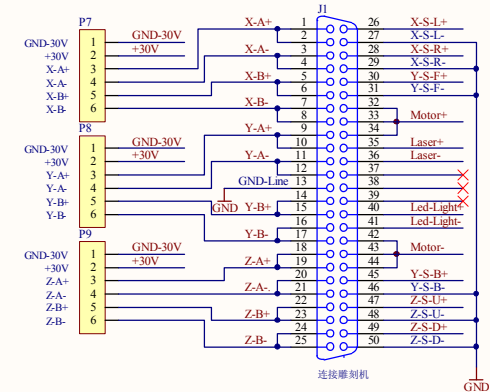 J1
P7
GND-30V 1 GND-30V
+30V 2 +30V
X-A+ 3
X-A- 4
X-B+ 5
X-B- 6
P8
GND-30V 1 GND-30V
+30V 2 +30V
Y-A+ 3
Y-A- 4
Y-B+ 5
Y-B- 6
P9
GND-30V 1 GND-30V
+30V 2 +30V
Z-A+ 3
Z-A- 4
Z-B+ 5
Z-B- 6
X-A+ 1 26 X-S-L+
2 27 X-S-L-
X-A- 3 28 X-S-R+
4 29 X-S-R-
X-B+ 5 30 Y-S-F+
6 31 Y-S-F-
X-B- 7 32
8 33 Motor+
Y-A+ 9 34
10 35 Laser+
Y-A- 11 36 Laser-
12 37
GND-Line 13 38
GND
14 39
Y-B+ 15 40 Led-Light+
16 41 Led-Light-
Y-B- 17 42
18 43 Motor-
Z-A+ 19 44
20 45 Y-S-B+
Z-A-. 21 46 Y-S-B-
22 47 Z-S-U+
Z-B+ 23 48 Z-S-U-
24 49 Z-S-D+
Z-B- 25 50 Z-S-D-
连接雕刻机
GND